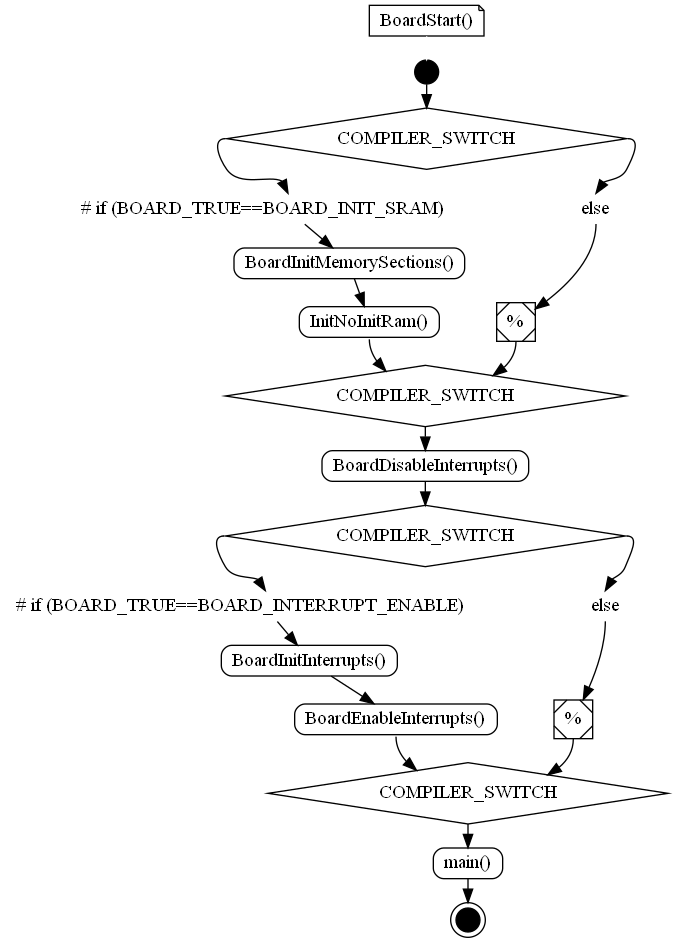 BoardStart()
COMPILER_SWITCH
# if (BOARD_TRUE==BOARD_INIT_SRAM)
else
BoardInitMemorySections()
InitNoInitRam()
%
COMPILER_SWITCH
BoardDisableInterrupts()
COMPILER_SWITCH
# if (BOARD_TRUE==BOARD_INTERRUPT_ENABLE)
else
BoardInitInterrupts()
BoardEnableInterrupts()
%
COMPILER_SWITCH
main()